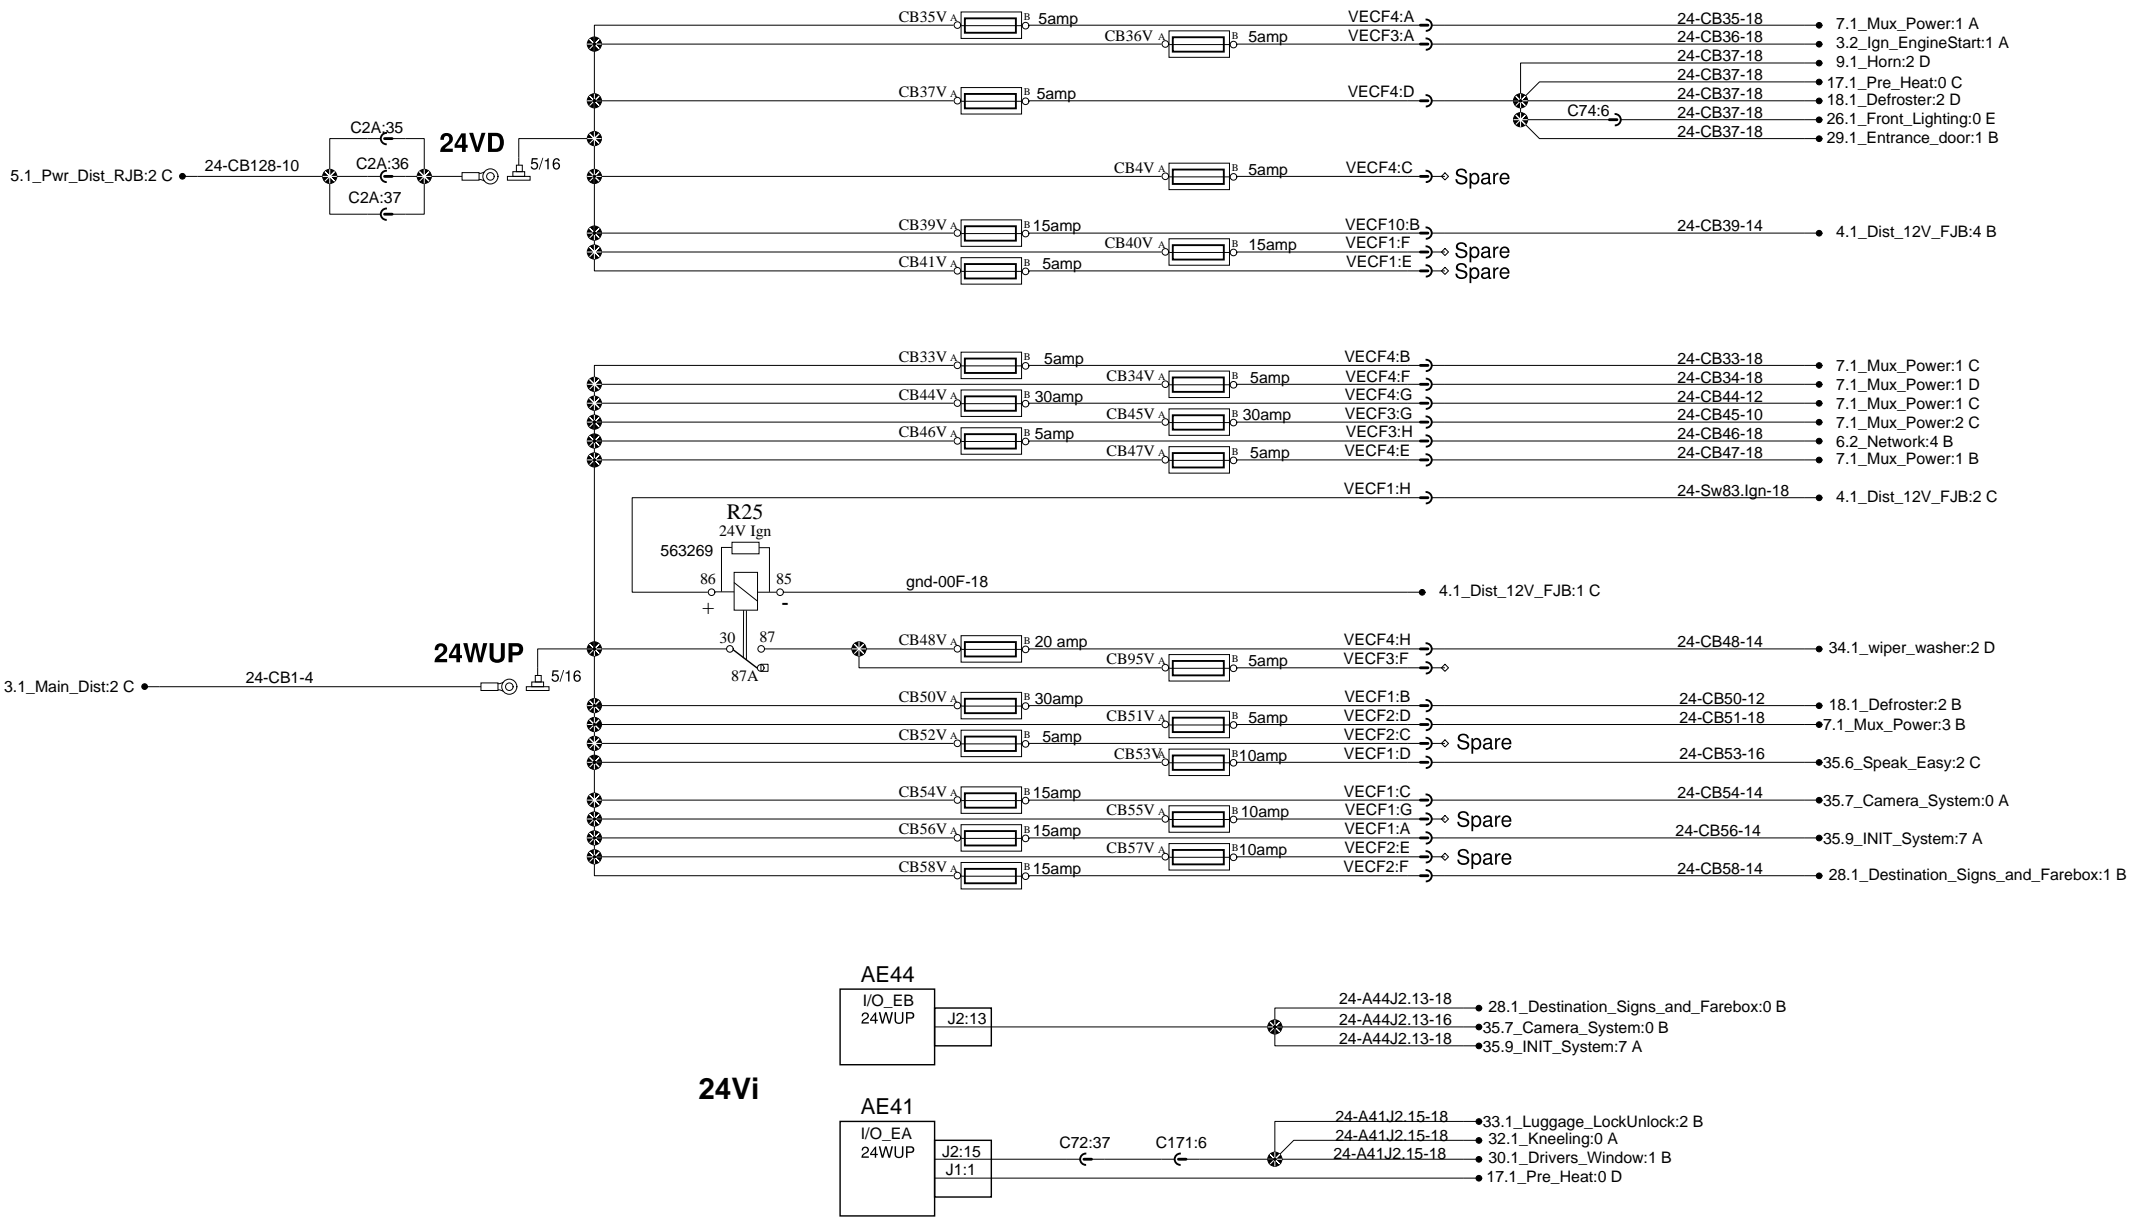 CB35V A B 5amp VECF4:A 24-CB35-18 7.1_Mux_Power:1 A
CB36V A B 5amp VECF3:A 24-CB36-18 3.2_Ign_EngineStart:1 A
24-CB37-18 9.1_Horn:2 D
24-CB37-18 17.1_Pre_Heat:0 C
CB37V A B 5amp VECF4:D 24-CB37-18 18.1_Defroster:2 D
C74:6 24-CB37-18 26.1_Front_Lighting:0 E
24-CB37-18 29.1_Entrance_door:1 B
C2A:35
24VD
5.1_Pwr_Dist_RJB:2 C 24-CB128-10 C2A:36 5/16
C2A:37
CB4V A B 5amp VECF4:C Spare
CB39V A B 15amp VECF10:B 24-CB39-14 4.1_Dist_12V_FJB:4 B
CB40V A B 15amp VECF1:F Spare
CB41V A B 5amp VECF1:E Spare
CB33V A B 5amp VECF4:B 24-CB33-18 7.1_Mux_Power:1 C
CB34V A B 5amp VECF4:F 24-CB34-18 7.1_Mux_Power:1 D
CB44V A B 30amp VECF4:G 24-CB44-12 7.1_Mux_Power:1 C
CB45V A B 30amp VECF3:G 24-CB45-10 7.1_Mux_Power:2 C
CB46V A B 5amp VECF3:H 24-CB46-18 6.2_Network:4 B
CB47V A B 5amp VECF4:E 24-CB47-18 7.1_Mux_Power:1 B
VECF1:H 24-Sw83.Ign-18 4.1_Dist_12V_FJB:2 C
R25
24V Ign
563269
86 85 gnd-00F-18 4.1_Dist_12V_FJB:1 C
+ -
30 87
87A
CB48V A B 20 amp VECF4:H 24-CB48-14 34.1_wiper_washer:2 D
CB95V A B 5amp VECF3:F
24WUP
3.1_Main_Dist:2 C 24-CB1-4 5/16
CB50V A B 30amp VECF1:B 24-CB50-12 18.1_Defroster:2 B
CB51V A B 5amp VECF2:D 24-CB51-18 7.1_Mux_Power:3 B
CB52V A B 5amp VECF2:C Spare
CB53V A B 10amp VECF1:D 24-CB53-16 35.6_Speak_Easy:2 C
CB54V A B 15amp VECF1:C 24-CB54-14 35.7_Camera_System:0 A
CB55V A B 10amp VECF1:G Spare
CB56V A B 15amp VECF1:A 24-CB56-14 35.9_INIT_System:7 A
CB57V A B 10amp VECF2:E Spare
CB58V A B 15amp VECF2:F 24-CB58-14 28.1_Destination_Signs_and_Farebox:1 B
AE44
I/O_EB
24WUP
J2:13
24-A44J2.13-18 28.1_Destination_Signs_and_Farebox:0 B
24-A44J2.13-16 35.7_Camera_System:0 B
24-A44J2.13-18 35.9_INIT_System:7 A
24Vi
AE41
I/O_EA
24WUP
24-A41J2.15-18 33.1_Luggage_LockUnlock:2 B
24-A41J2.15-18 32.1_Kneeling:0 A
J2:15 C72:37 C171:6 24-A41J2.15-18 30.1_Drivers_Window:1 B
J1:1 17.1_Pre_Heat:0 D